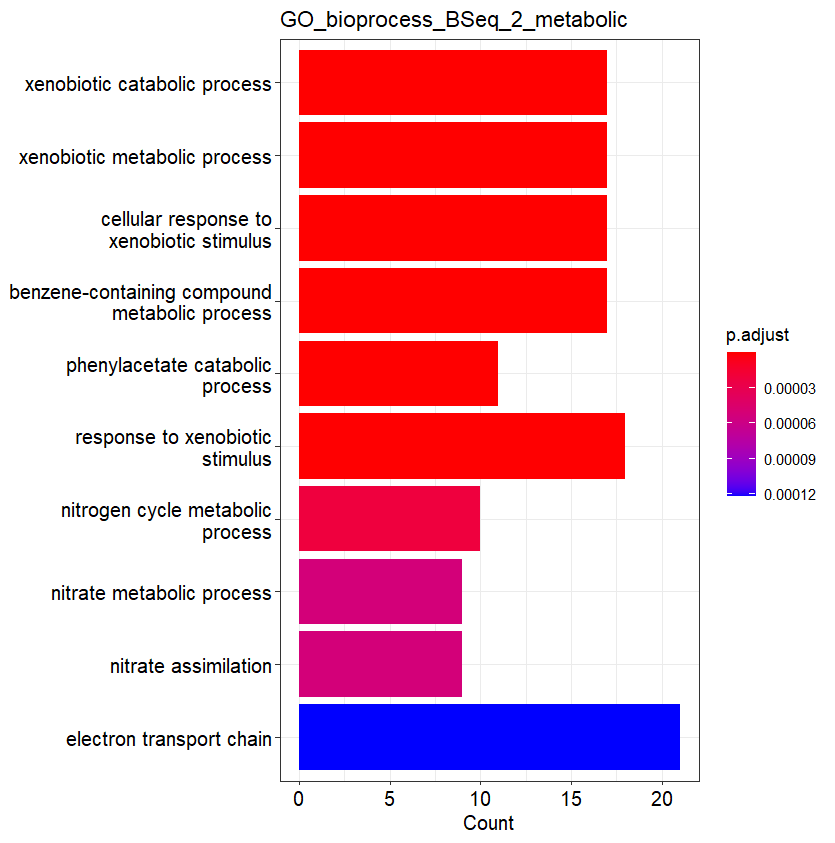 GO_bioprocess_BSeq_2_metabolic
xenobiotic catabolic process
xenobiotic metabolic process
cellular response to
xenobiotic stimulus
benzene-containing compound
metabolic process
phenylacetate catabolic
process
response to xenobiotic
stimulus
nitrogen cycle metabolic
process
nitrate metabolic process
nitrate assimilation
electron transport chain
0 5 10 15 20
Count
p.adjust
0.00003
0.00006
0.00009
0.00012